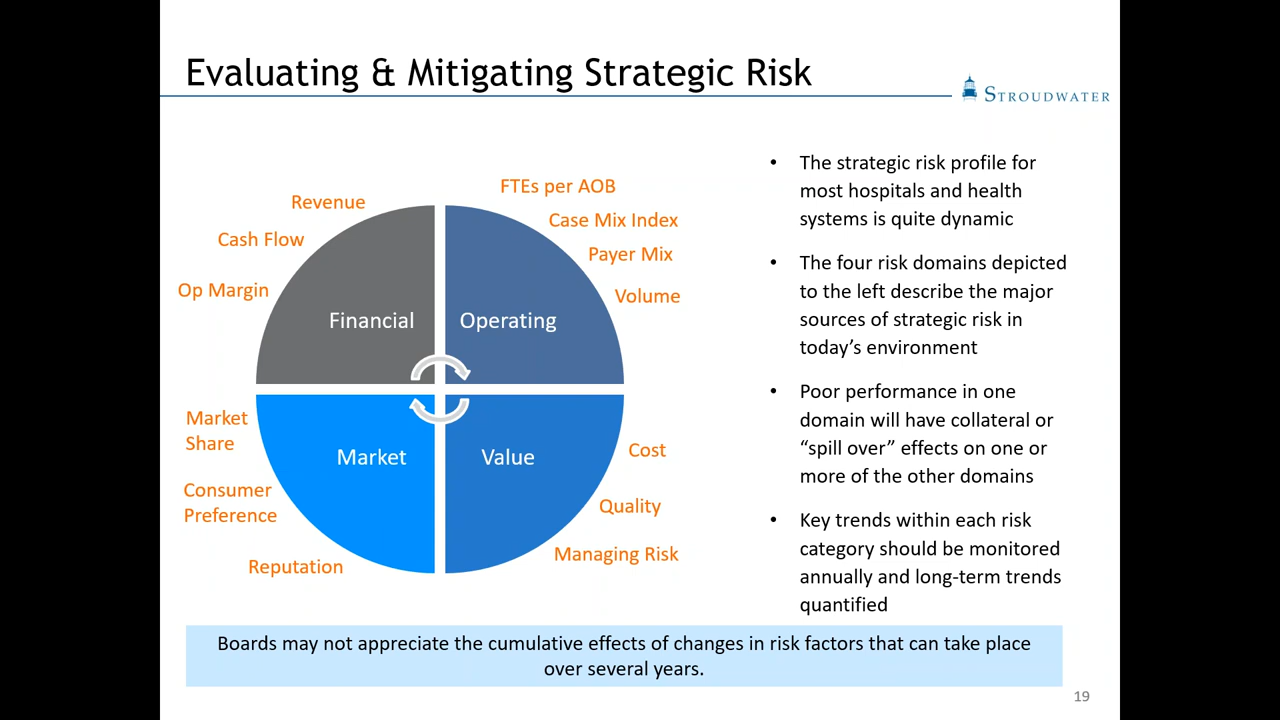 Evaluating & Mitigating Strategic Risk
STROUDWATER
Revenue
Cash Flow
Op Margin
FTEs per AOB
Case Mix Index
Payer Mix
Volume
Financial
Operating
Market
Share
Consumer
Preference
Reputation
Market
Value
Cost
Quality
Managing Risk
• The strategic risk profile for
most hospitals and health
systems is quite dynamic
• The four risk domains depicted
to the left describe the major
sources of strategic risk in
today’s environment
• Poor performance in one
domain will have collateral or
“spill over” effects on one or
more of the other domains
• Key trends within each risk
category should be monitored
annually and long-term trends
quantified
Boards may not appreciate the cumulative effects of changes in risk factors that can take place
over several years.
19